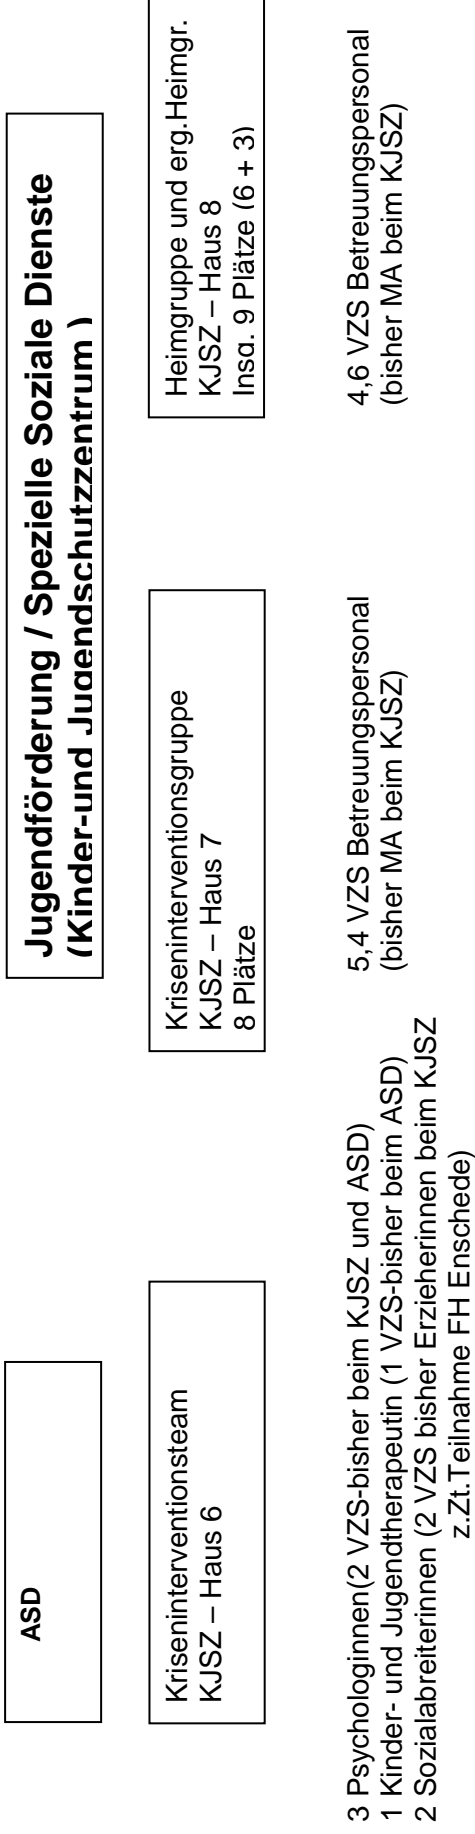 ASD
Jugendförderung / Spezielle Soziale Dienste
(Kinder-und Jugendschutzzentrum )
Kriseninterventionsteam
KJSZ – Haus 6
Kriseninterventionsgruppe
KJSZ – Haus 7
8 Plätze
Heimgruppe und erg.Heimgr.
KJSZ – Haus 8
Insg. 9 Plätze (6 + 3)
3 Psychologinnen(2 VZS-bisher beim KJSZ und ASD)
1 Kinder- und Jugendtherapeutin (1 VZS-bisher beim ASD)
2 Sozialabreiterinnen (2 VZS bisher Erzieherinnen beim KJSZ
z.Zt.Teilnahme FH Enschede)
5,4 VZS Betreuungspersonal
(bisher MA beim KJSZ)
4,6 VZS Betreuungspersonal
(bisher MA beim KJSZ)